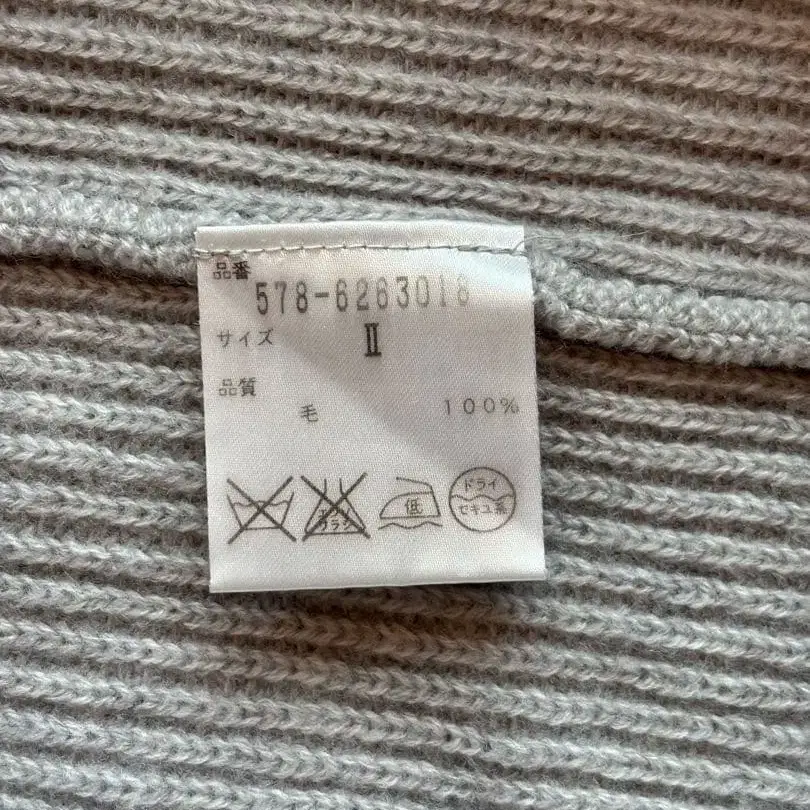 品番
578-6263018
サイズ II
品質
毛 100%
低
ドライ
セキユ系